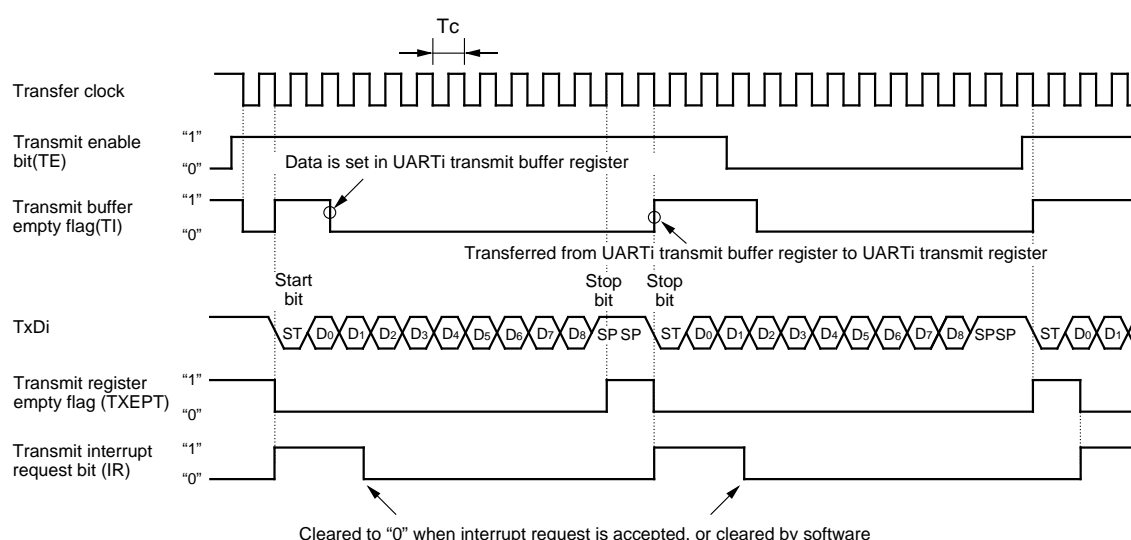 Tc
Transfer clock
Transmit enable
bit(TE)
“1”
“0”
Data is set in UARTi transmit buffer register
Transmit buffer
empty flag(TI)
“1”
“0”
Transferred from UARTi transmit buffer register to UARTi transmit register
Start
bit
Stop
bit
Stop
bit
TxDi
ST D0 D1 D2 D3 D4 D5 D6 D7 D8 SP SP ST D0 D1 D2 D3 D4 D5 D6 D7 D8 SPSP ST D0 D1
Transmit register
empty flag (TXEPT)
“1”
“0”
Transmit interrupt
request bit (IR)
“1”
“0”
Cleared to “0” when interrupt request is accepted, or cleared by software